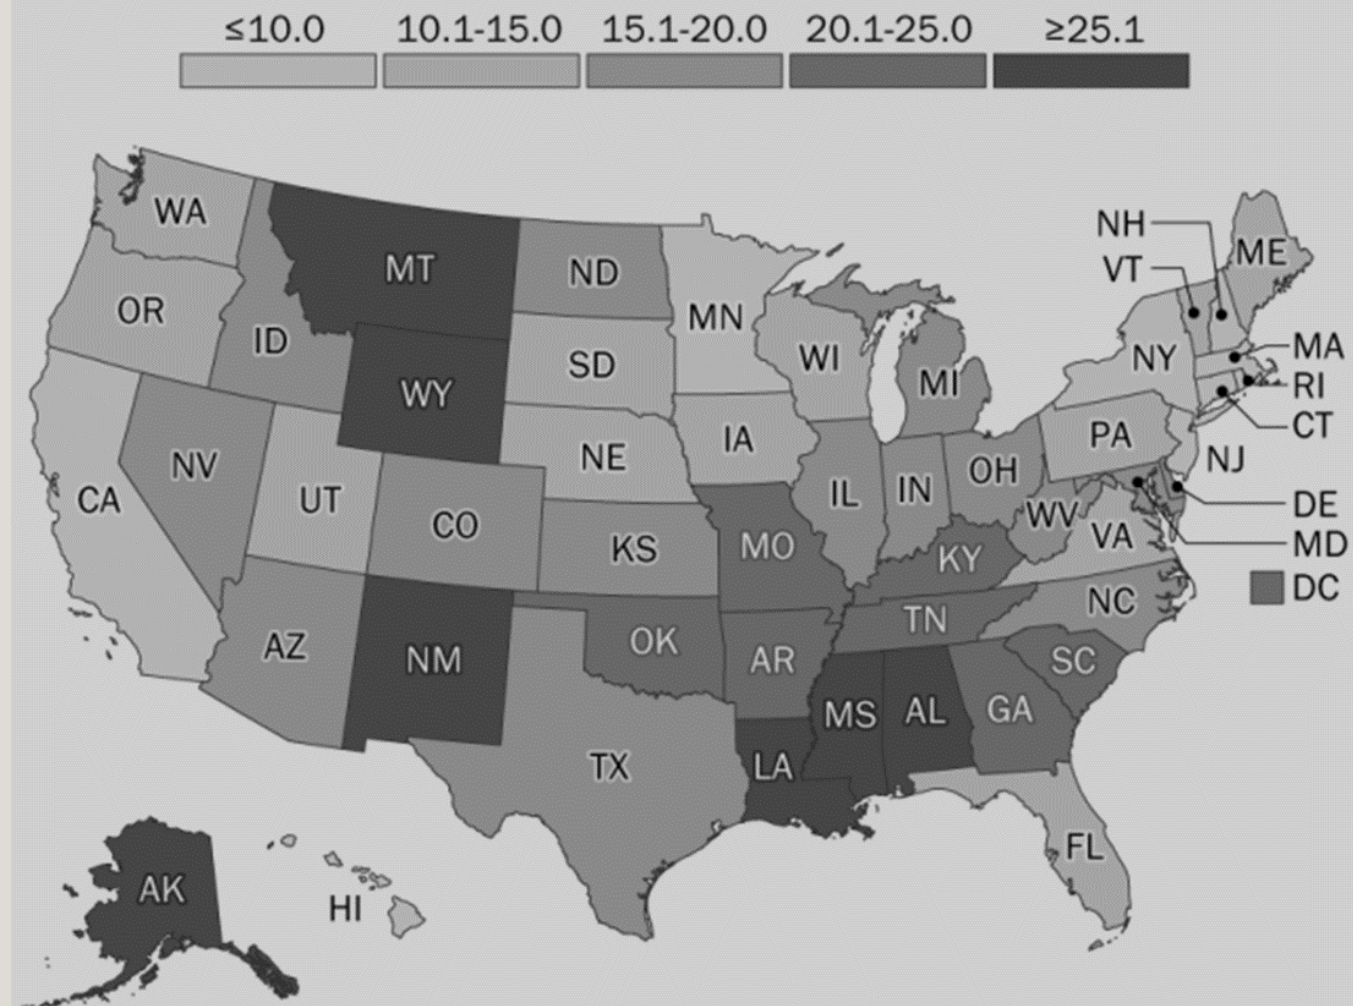 ≤10.0 10.1-15.0 15.1-20.0 20.1-25.0 ≥25.1
WA
MT
ND
MN
NH
ME
VT
OR
ID
SD
WI
MI
NY
MA
WY
RI
NV
NE
IA
PA
CT
CA
UT
CO
IL
IN
OH
NJ
KS
MO
WV
VA
DE
KY
MD
DC
AZ
NM
OK
AR
TN
NC
SC
TX
LA
MS
AL
GA
FL
AK
HI